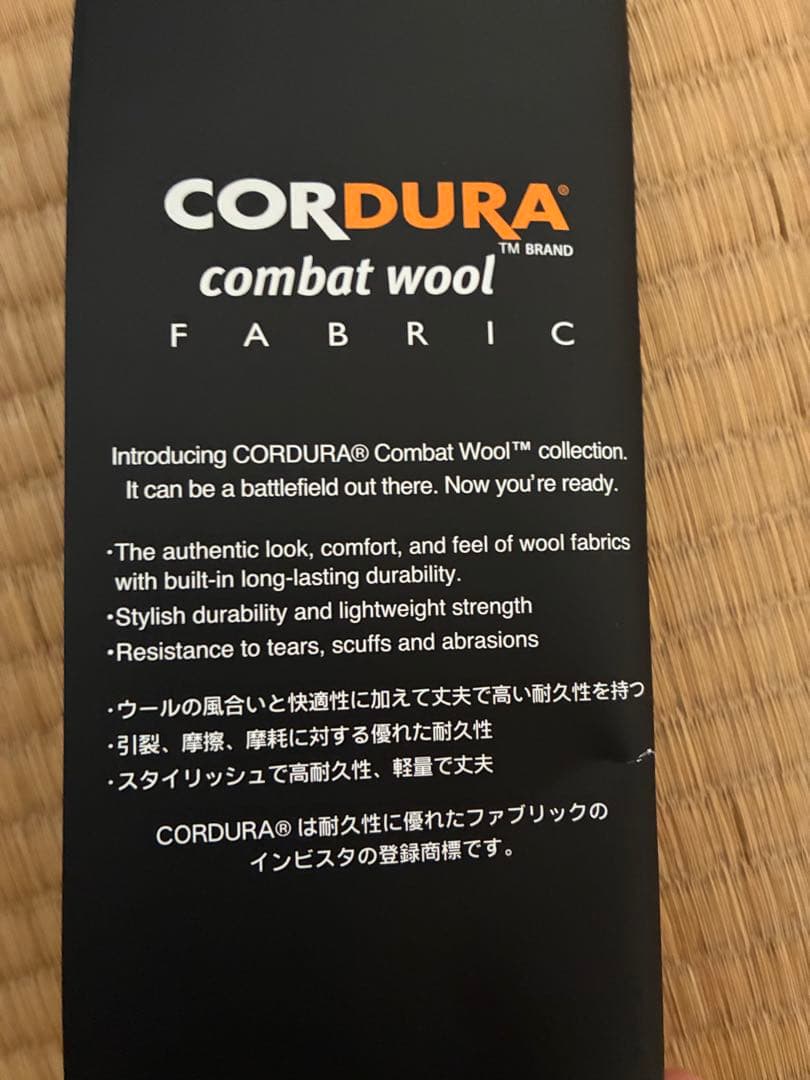 CORDURA®
combat wool™ BRAND
F A B R I C
Introducing CORDURA® Combat Wool™ collection.
It can be a battlefield out there. Now you're ready.
・The authentic look, comfort, and feel of wool fabrics
with built-in long-lasting durability.
・Stylish durability and lightweight strength
・Resistance to tears, scuffs and abrasions
・ウールの風合いと快適性に加えて丈夫で高い耐久性を持つ
・引裂、摩擦、摩耗に対する優れた耐久性
・スタイリッシュで高耐久性、軽量で丈夫
CORDURA® は耐久性に優れたファブリックの
インビスタの登録商標です。